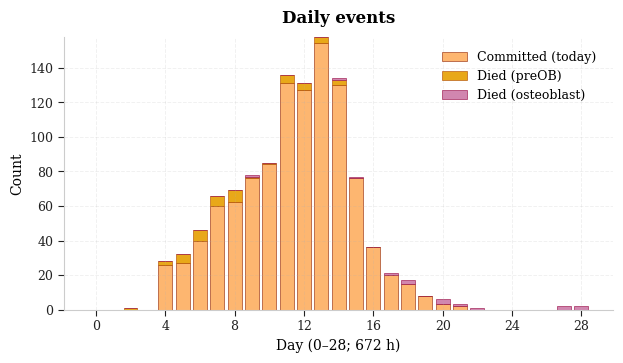 Daily events
Committed (today)
Died (preOB)
Died (osteoblast)
Count
140
120
100
80
60
40
20
0
0 4 8 12 16 20 24 28
Day (0–28; 672 h)